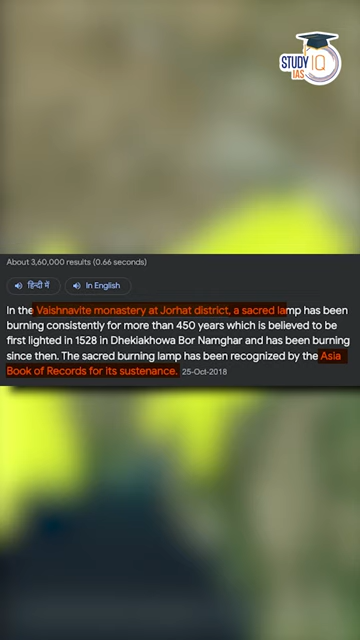 STUDY IQ
IAS
About 3,60,000 results (0.66 seconds)
हिन्दी में
In English
In the Vaishnavite monastery at Jorhat district, a sacred lamp has been
burning consistently for more than 450 years which is believed to be
first lighted in 1528 in Dhekiakhowa Bor Namghar and has been burning
since then. The sacred burning lamp has been recognized by the Asia
Book of Records for its sustenance. 25-Oct-2018